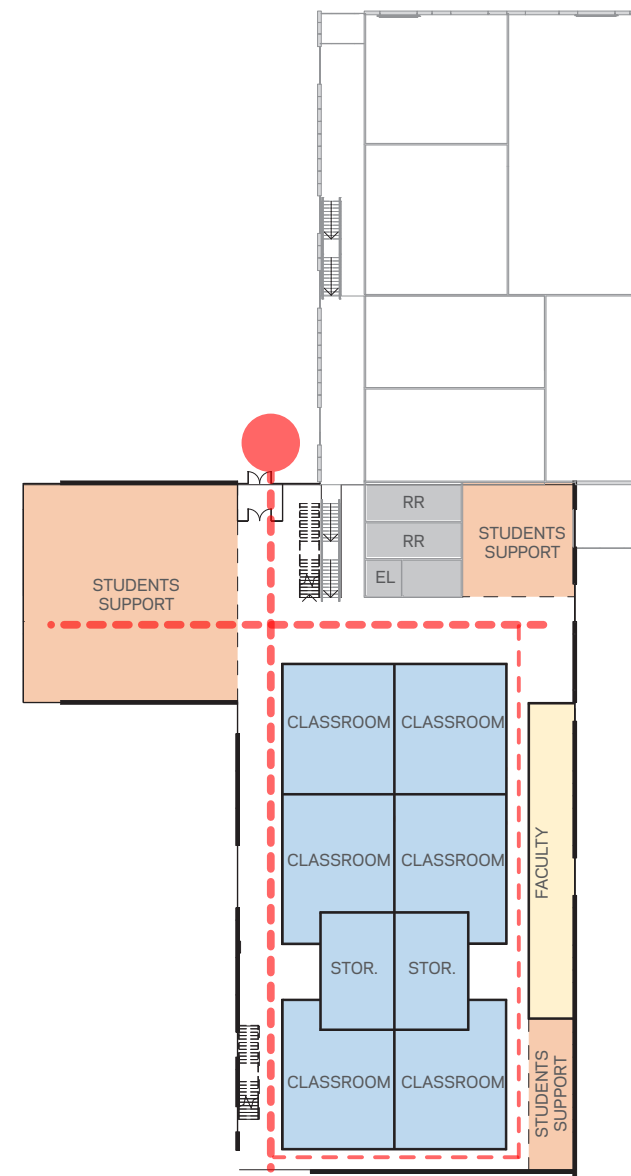 RR
RR
EL
STUDENTS
SUPPORT
STUDENTS
SUPPORT
CLASSROOM
CLASSROOM
CLASSROOM
CLASSROOM
FACULTY
STOR.
STOR.
CLASSROOM
CLASSROOM
STUDENTS
SUPPORT